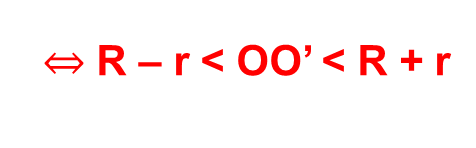 ⇔ R – r < OO’ < R + r